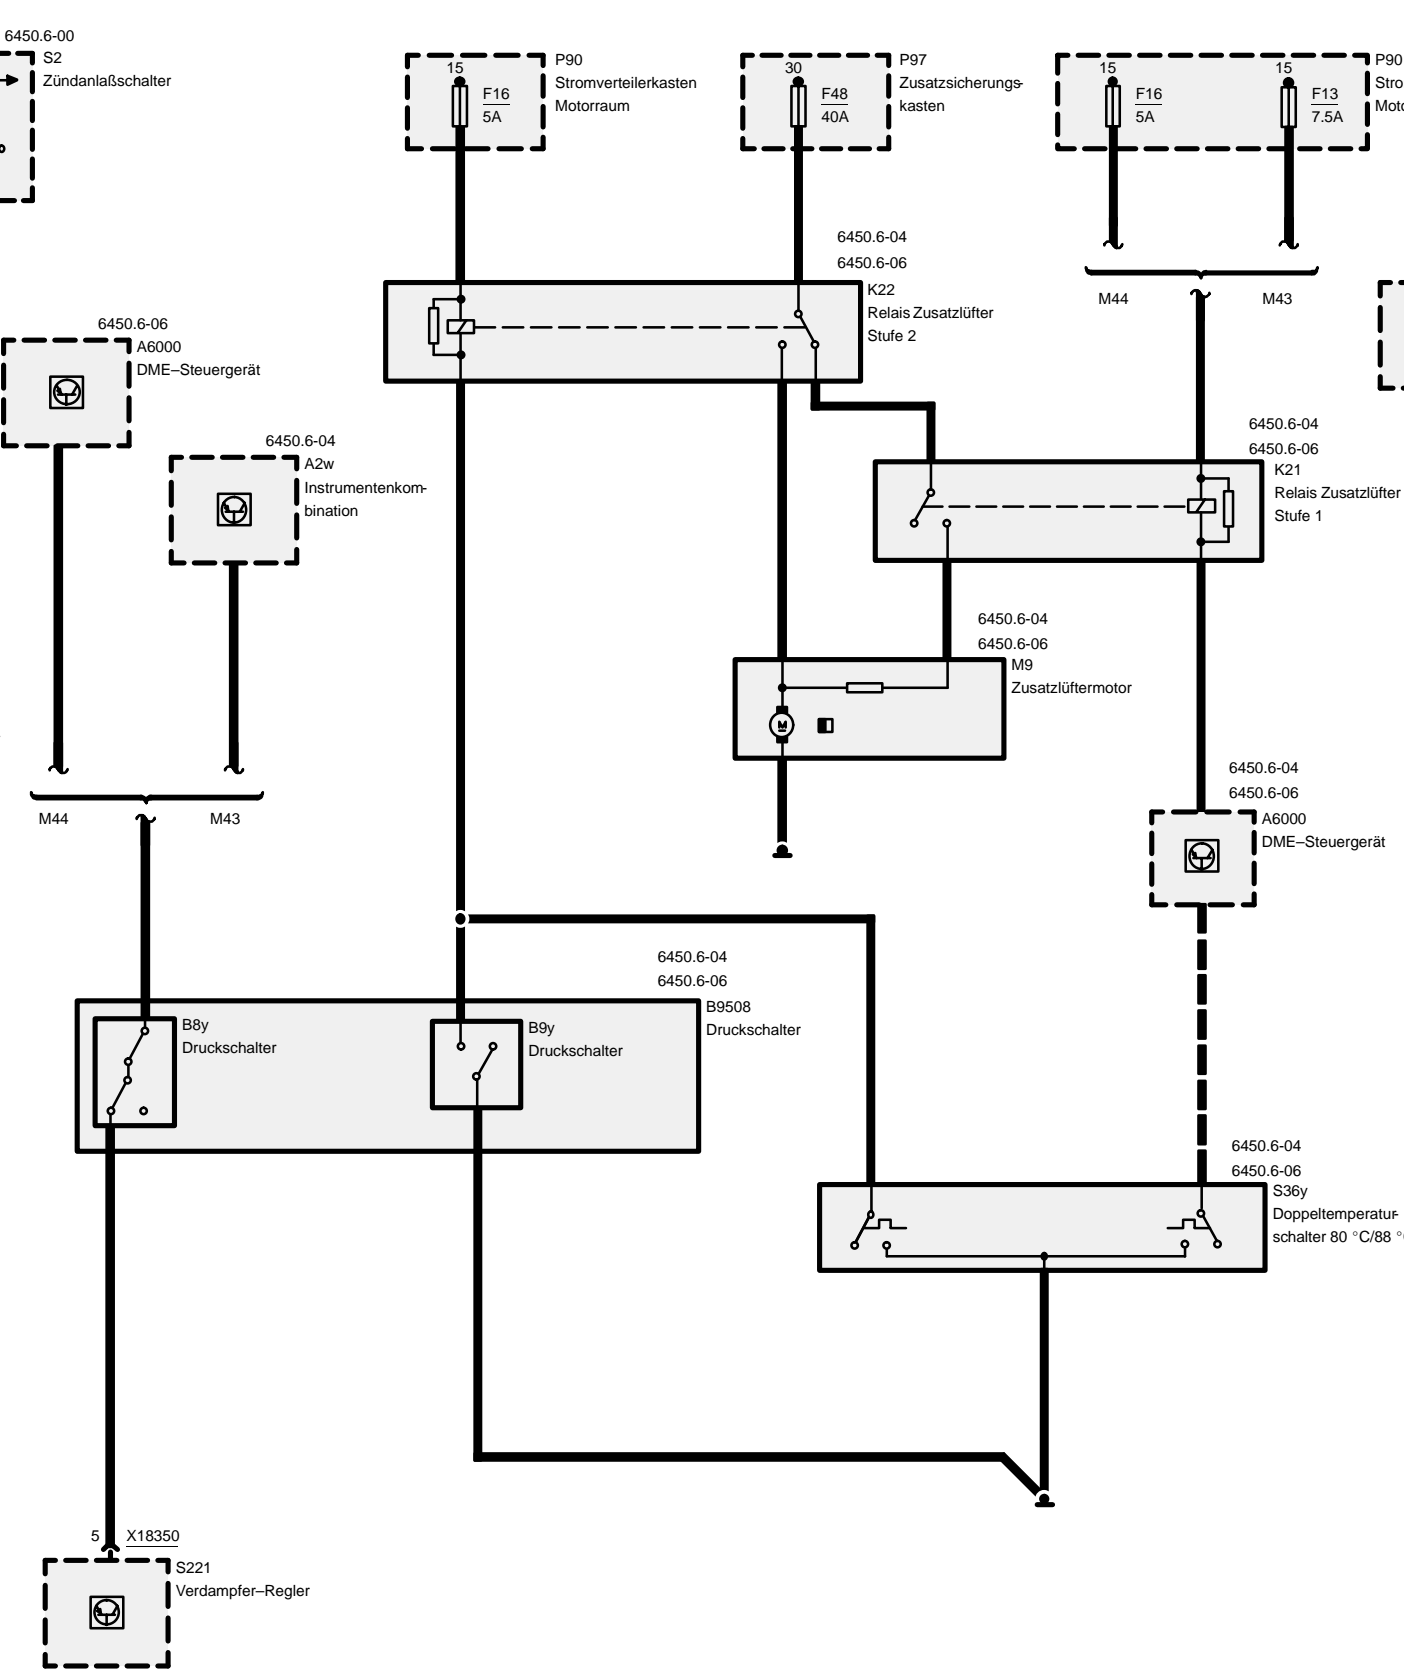 6450.6-00
S2
Zündanlaßschalter
15
F16
5A
P90
Stromverteilerkasten
Motorraum
30
F48
40A
P97
Zusatzsicherungs-
kasten
15
F16
5A
15
F13
7.5A
P90
6450.6-04
6450.6-06
K22
Relais Zusatzlüfter
Stufe 2
M44
M43
6450.6-06
A6000
DME–Steuergerät
6450.6-04
A2w
Instrumentenkom-
bination
6450.6-04
6450.6-06
K21
Relais Zusatzlüfter
Stufe 1
6450.6-04
6450.6-06
M9
Zusatzlüftermotor
M
M44
M43
6450.6-04
6450.6-06
A6000
DME–Steuergerät
6450.6-04
6450.6-06
B9508
Druckschalter
B8y
Druckschalter
B9y
Druckschalter
6450.6-04
6450.6-06
S36y
Doppeltemperatur-
schalter 80 °C/88 °
5
X18350
S221
Verdampfer–Regler